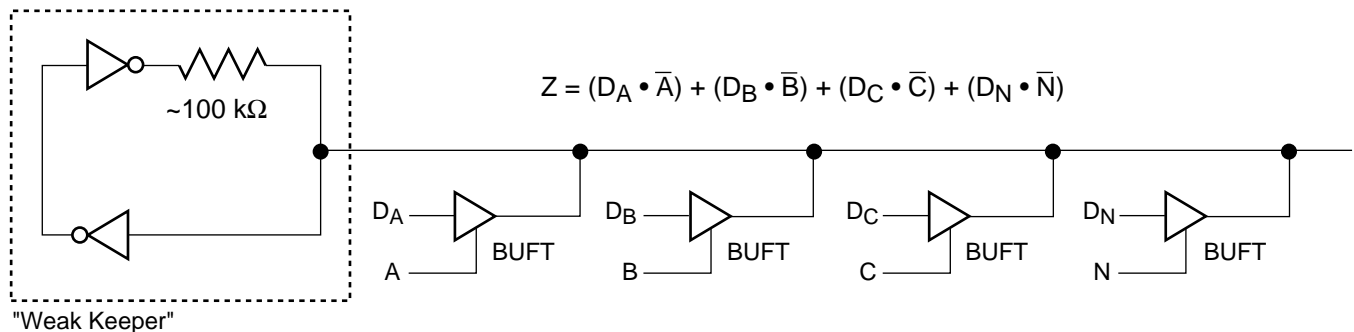 ~100 kΩ
Z = (D_A • A̅) + (D_B • B̅) + (D_C • C̅) + (D_N • N̅)
D_A
D_B
D_C
D_N
BUFT
BUFT
BUFT
BUFT
A
B
C
N
"Weak Keeper"